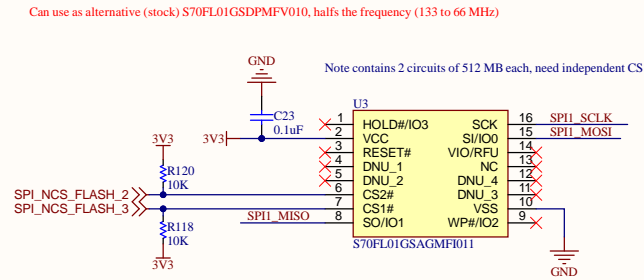 Can use as alternative (stock) S70FL01GSDPMFV010, halfs the frequency (133 to 66 MHz)
GND
Note contains 2 circuits of 512 MB each, need independent CS
C23
0.1uF
U3
3V3
3V3
R120
10K
SPI_NCS_FLASH_2
SPI_NCS_FLASH_3
R118
10K
3V3
SPI1_MISO
1 HOLD#/IO3 SCK 16 SPI1_SCLK
2 VCC SI/IO0 15 SPI1_MOSI
3 RESET# VIO/RFU 14
4 DNU_1 NC 13
5 DNU_2 DNU_4 12
6 CS2# DNU_3 11
7 CS1# VSS 10
8 SO/IO1 WP#/IO2 9
S70FL01GSAGMFI011
GND